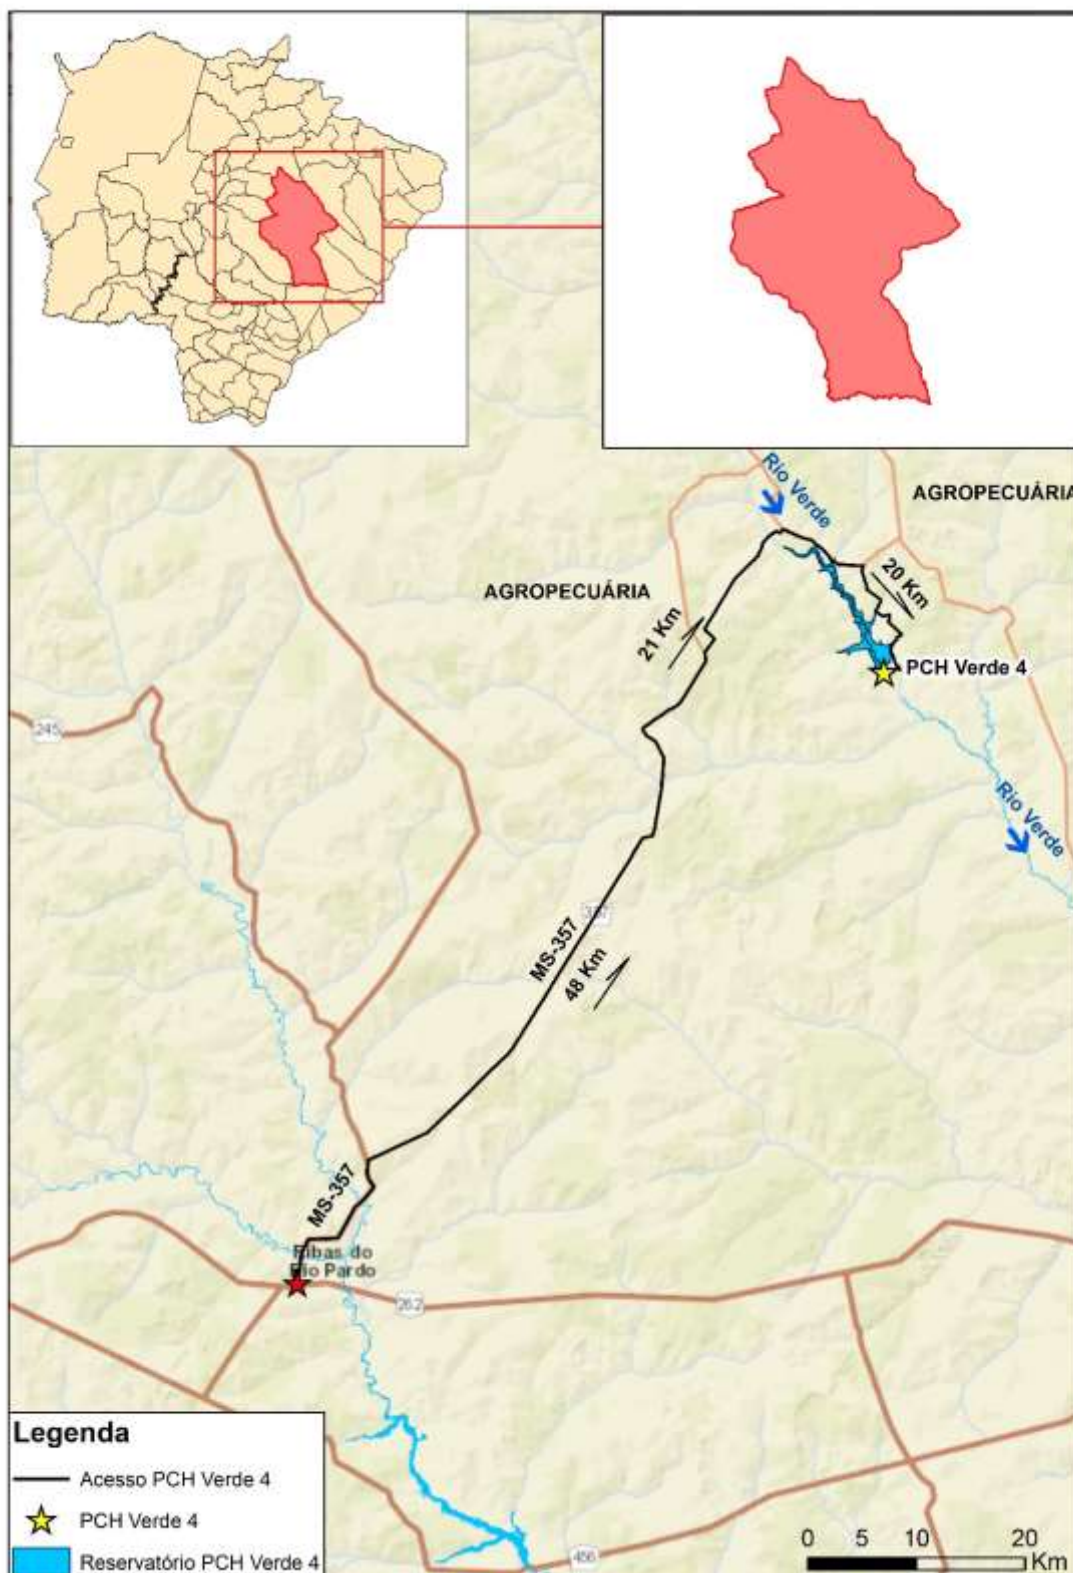 Rio Verde
AGROPECUÁRIA
AGROPECUÁRIA
20 Km
21 Km
PCH Verde 4
245
Rio Verde
MS-357
48 Km
MS-357
Ribas do
Rio Pardo
262
Legenda
Acesso PCH Verde 4
PCH Verde 4
Reservatório PCH Verde 4
456
0 5 10 20
Km